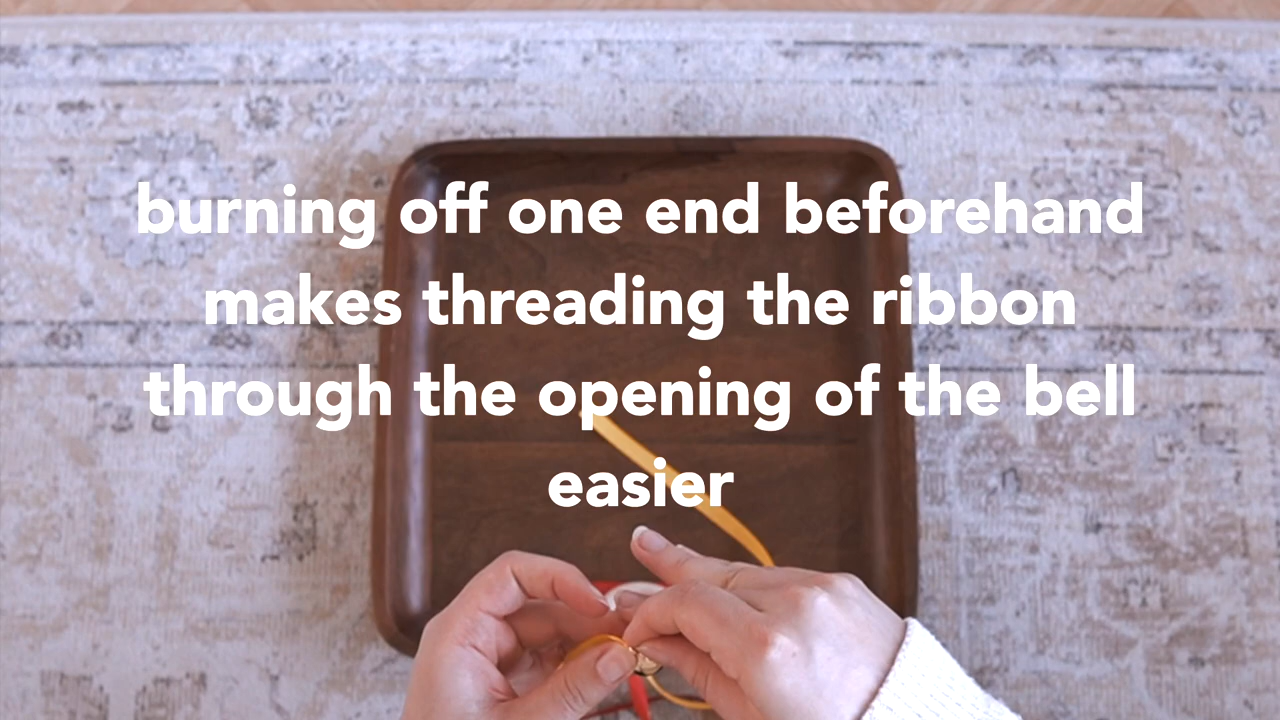 burning off one end beforehand
makes threading the ribbon
through the opening of the bell
easier